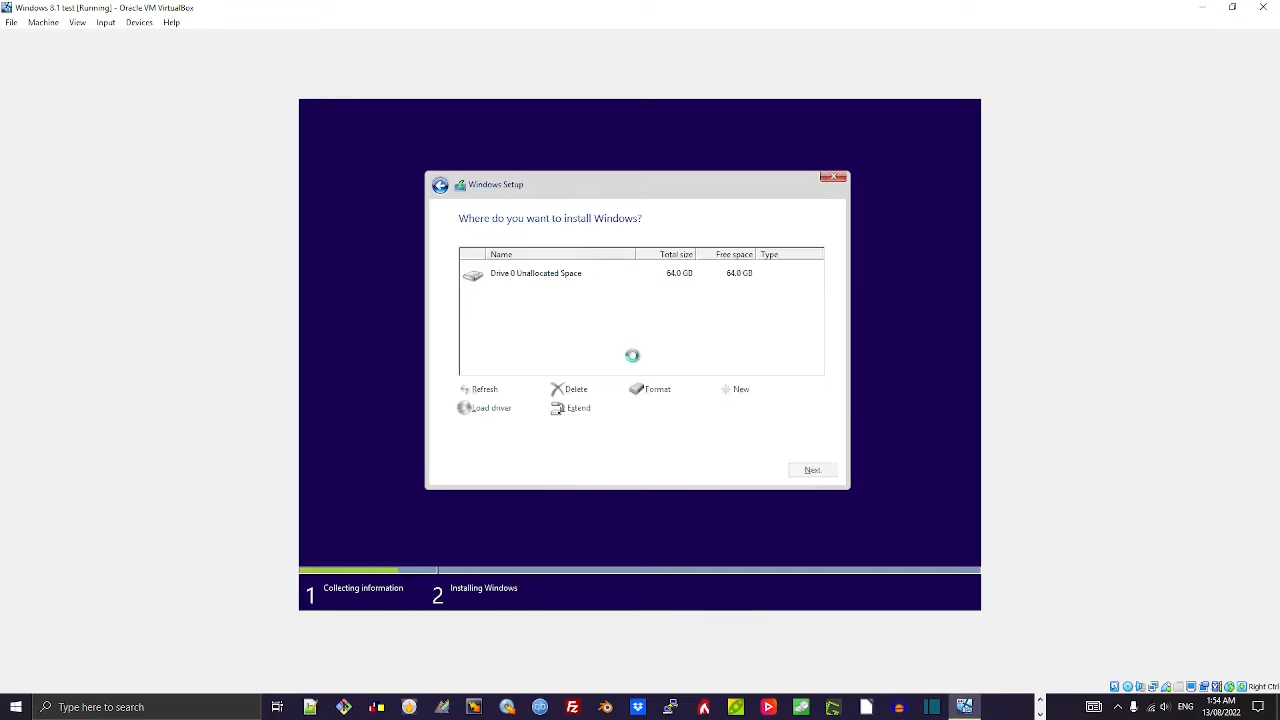 Windows 8.1 test [Running] - Oracle VM VirtualBox
File Machine View Input Devices Help
Windows Setup
Where do you want to install Windows?
Name Total size Free space Type
Drive 0 Unallocated Space 64.0 GB 64.0 GB
Refresh Delete Format New
Load driver Extend
Next
1 Collecting information 2 Installing Windows
Right Ctrl
Type here to search
ENG
1:54 AM
13/08/2022